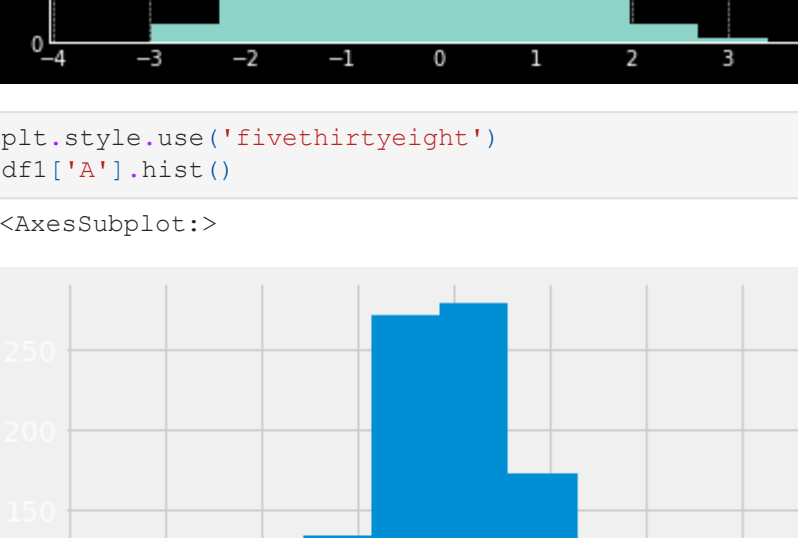 0
−4 −3 −2 −1 0 1 2 3
plt.style.use('fivethirtyeight')
df1['A'].hist()
<AxesSubplot:>
250
200
150